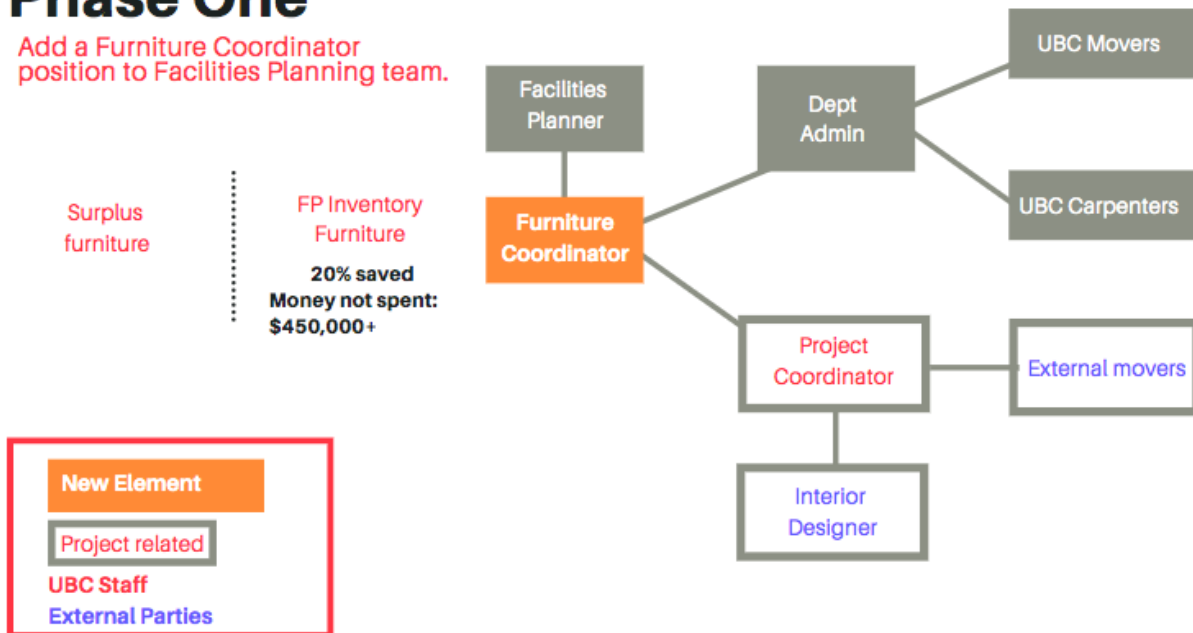 Phase One
Add a Furniture Coordinator
position to Facilities Planning team.
Surplus
furniture
FP Inventory
Furniture
20% saved
Money not spent:
$450,000+
Facilities
Planner
Furniture
Coordinator
Dept
Admin
UBC Movers
UBC Carpenters
Project
Coordinator
External movers
Interior
Designer
New Element
Project related
UBC Staff
External Parties